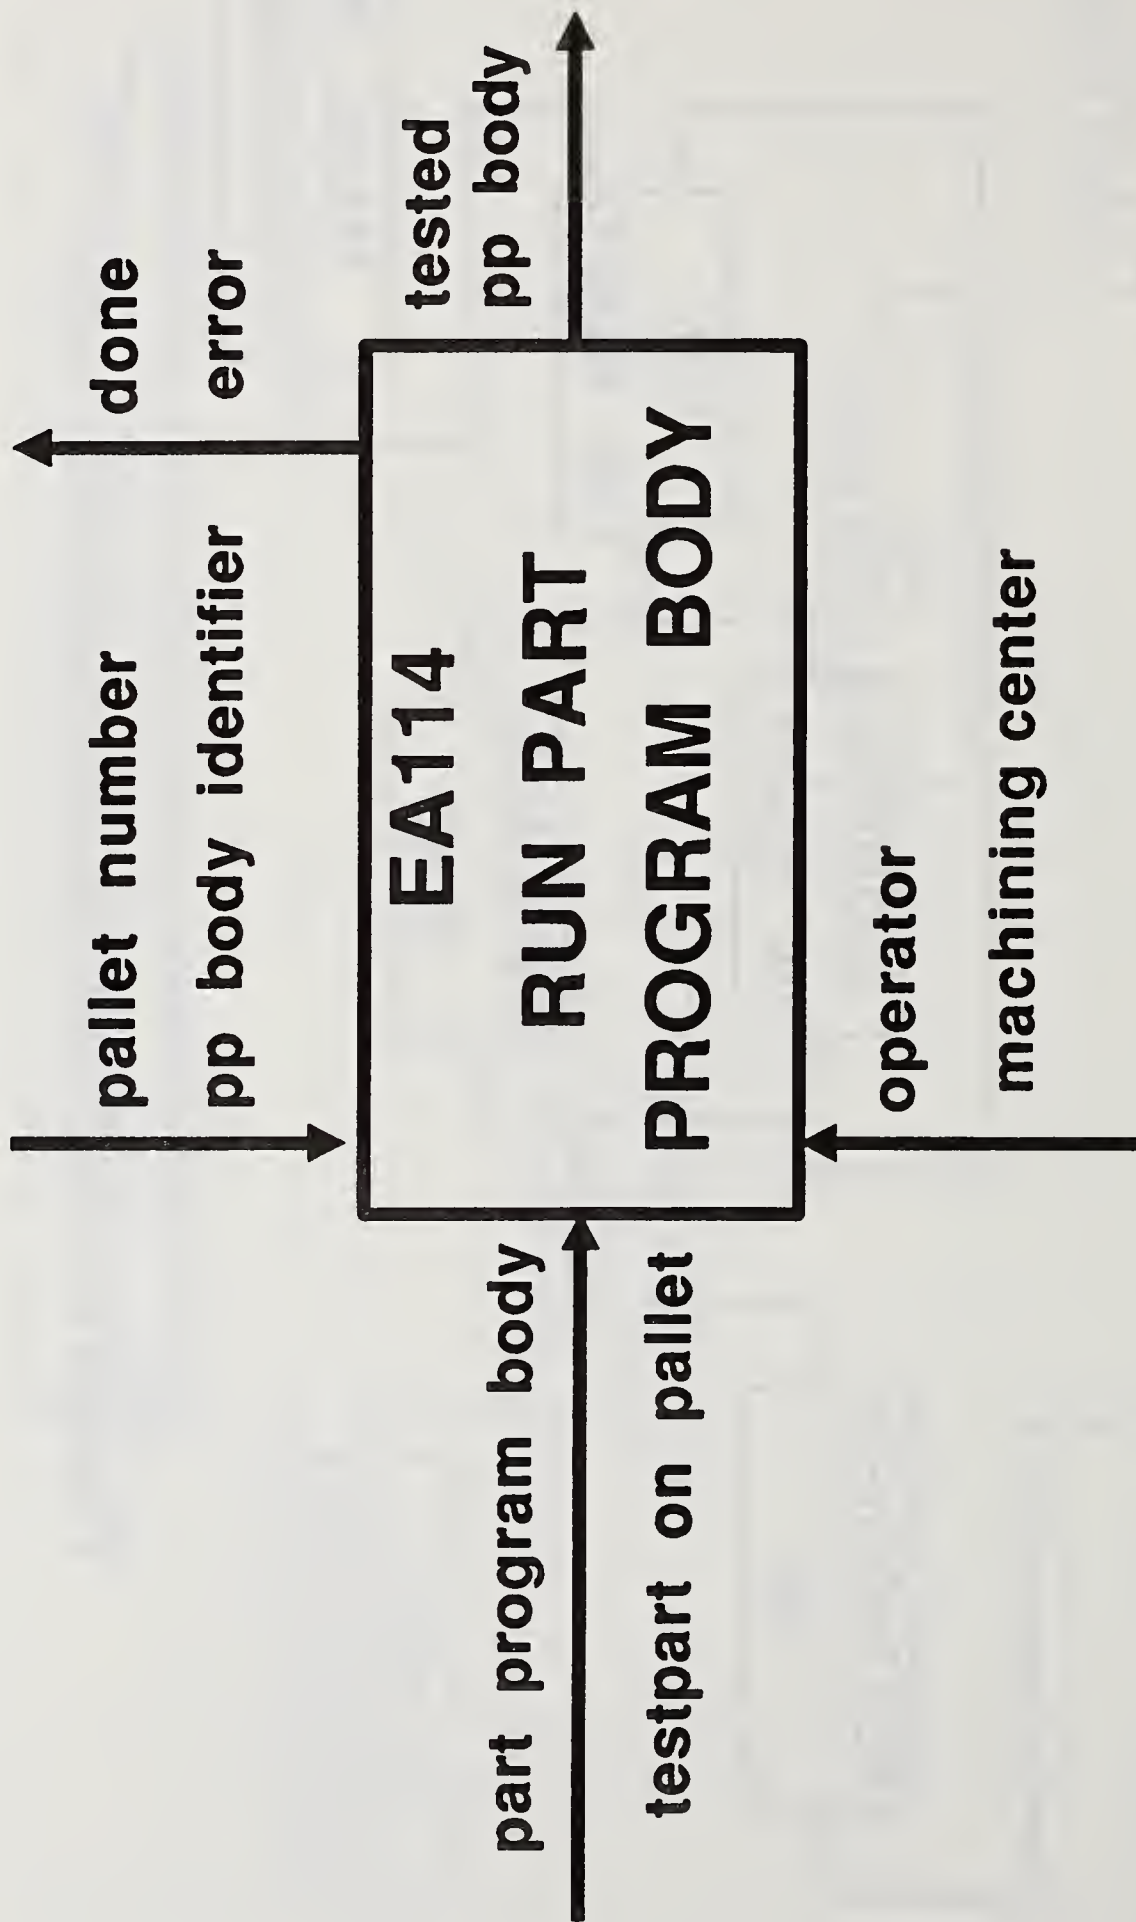 pallet number
pp body identifier
done
error
part program body
testpart on pallet
EA114
RUN PART
PROGRAM BODY
tested
pp body
operator
machining center